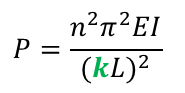 P = n²π²EI / (kL)²